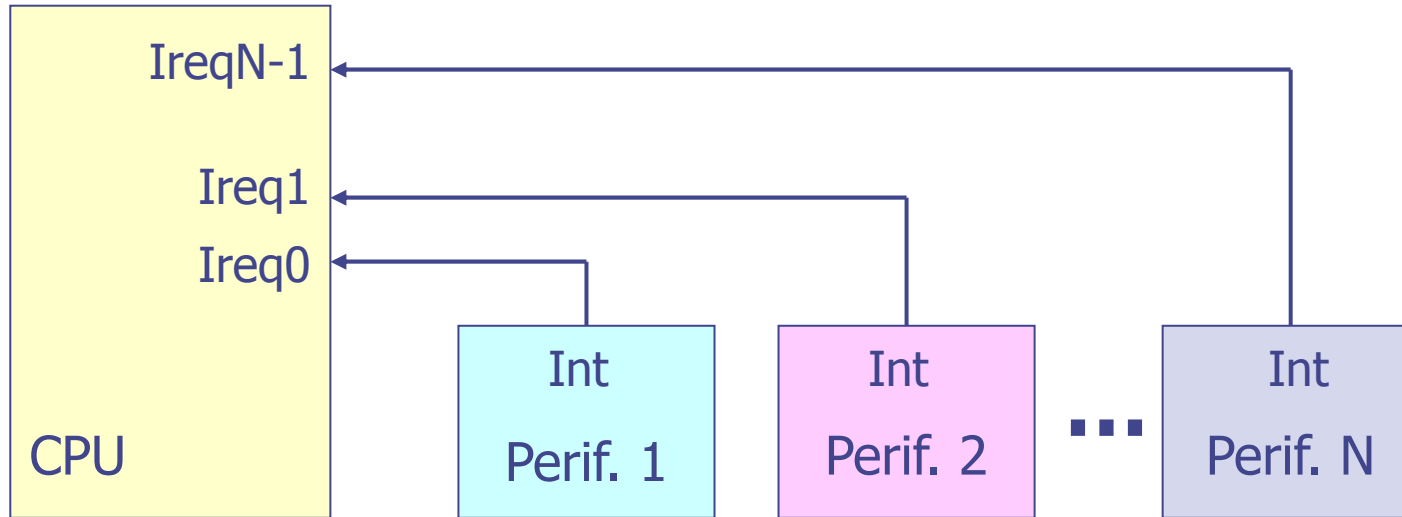 IreqN-1
Ireq1
Ireq0
CPU
Int
Perif. 1
Int
Perif. 2
...
Int
Perif. N